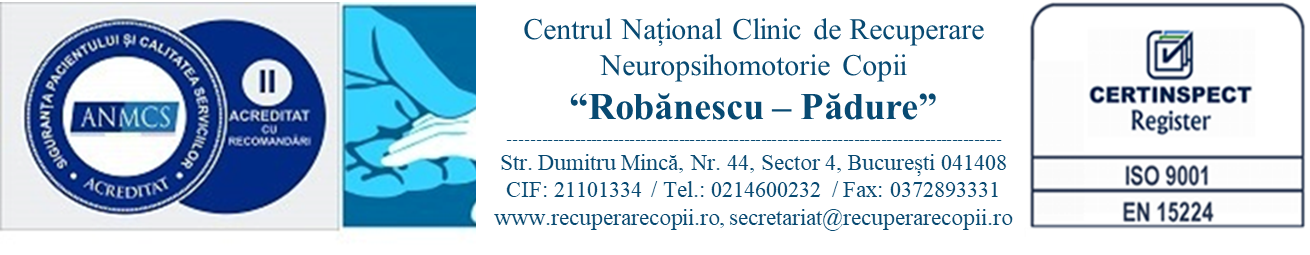 SIGURANȚA PACIENTULUI ȘI CALITATEA SERVICIILOR
ANMCS
• ACREDITAT •
II
ACREDITAT
CU
RECOMANDĂRI
Centrul Național Clinic de Recuperare
Neuropsihomotorie Copii
“Robănescu – Pădure”
--------------------------------------------------------------------------------
Str. Dumitru Mincă, Nr. 44, Sector 4, București 041408
CIF: 21101334 / Tel.: 0214600232 / Fax: 0372893331
www.recuperarecopii.ro, secretariat@recuperarecopii.ro
CERTINSPECT
Register
ISO 9001
EN 15224